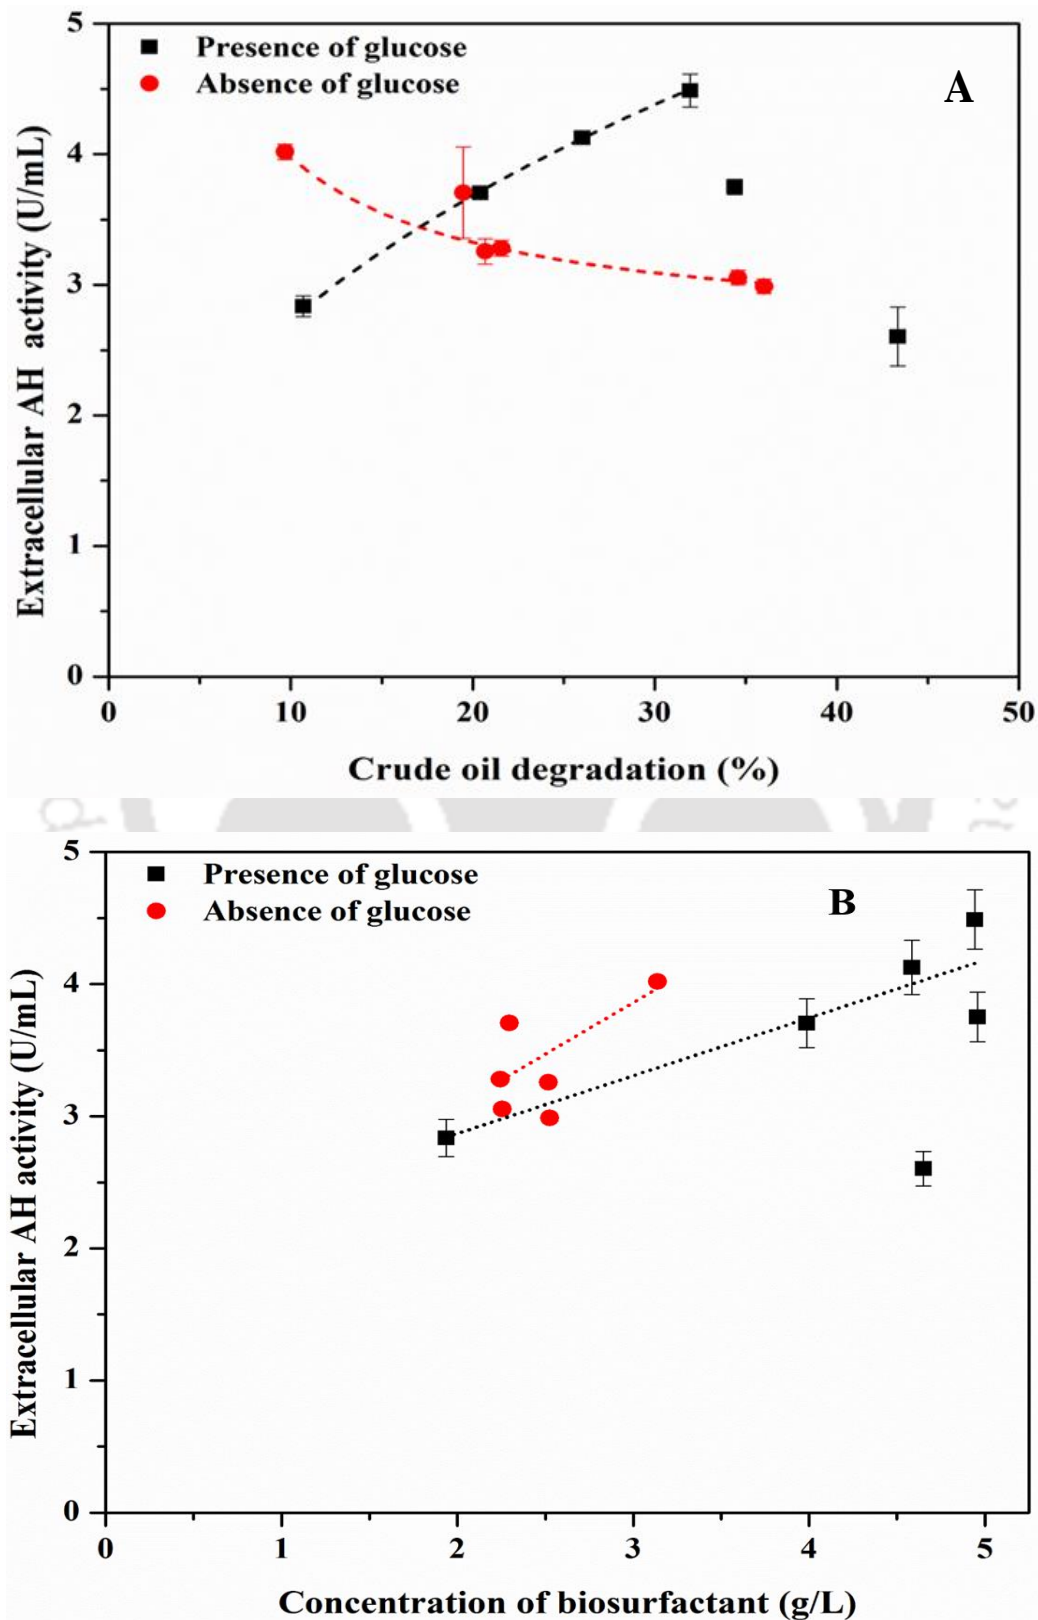 Presence of glucose
Absence of glucose
A
Extracellular AH activity (U/mL)
5
4
3
2
1
0
0 10 20 30 40 50
Crude oil degradation (%)
Presence of glucose
Absence of glucose
B
Extracellular AH activity (U/mL)
5
4
3
2
1
0
0 1 2 3 4 5
Concentration of biosurfactant (g/L)